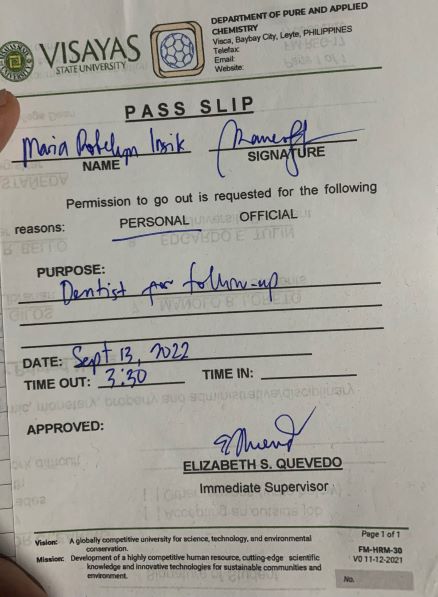 VISAYAS
STATE UNIVERSITY
DEPARTMENT OF PURE AND APPLIED
CHEMISTRY
Visca, Baybay City, Leyte, PHILIPPINES
Telefax:
Email:
Website:
PASS SLIP
Maria Robelyn Insik
NAME
SIGNATURE
Permission to go out is requested for the following
reasons: PERSONAL OFFICIAL
PURPOSE:
Dentist for follow-up
DATE: Sept 13, 2022
TIME OUT: 3:30 TIME IN:
APPROVED:
ELIZABETH S. QUEVEDO
Immediate Supervisor
Vision: A globally competitive university for science, technology, and environmental
conservation.
Mission: Development of a highly competitive human resource, cutting-edge scientific
knowledge and innovative technologies for sustainable communities and
environment.
Page 1 of 1
FM-HRM-30
V0 11-12-2021
No.